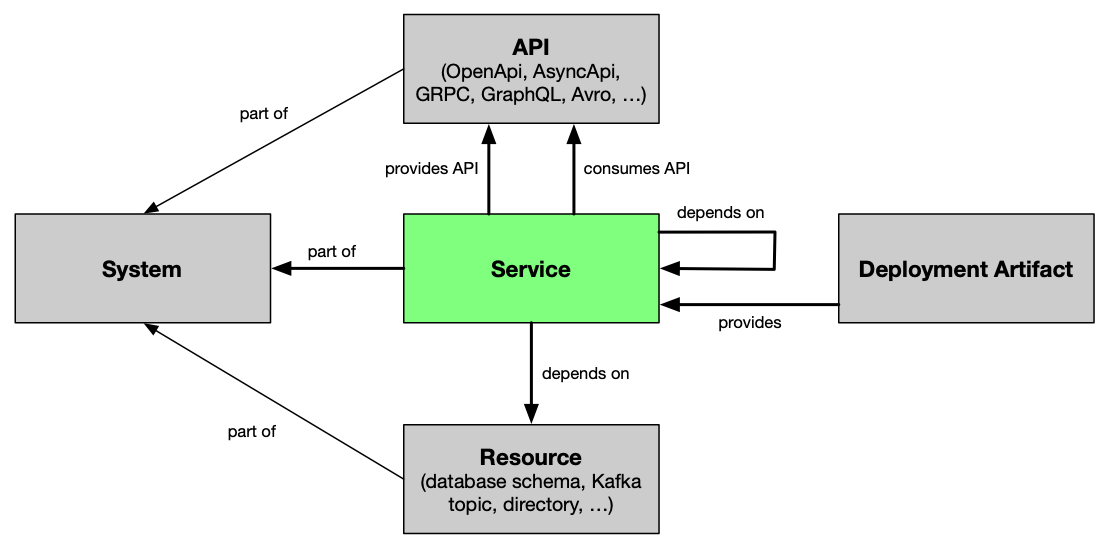 API
(OpenApi, AsyncApi,
GRPC, GraphQL, Avro, …)
part of
provides API
consumes API
depends on
System
part of
Service
Deployment Artifact
provides
depends on
part of
Resource
(database schema, Kafka
topic, directory, …)